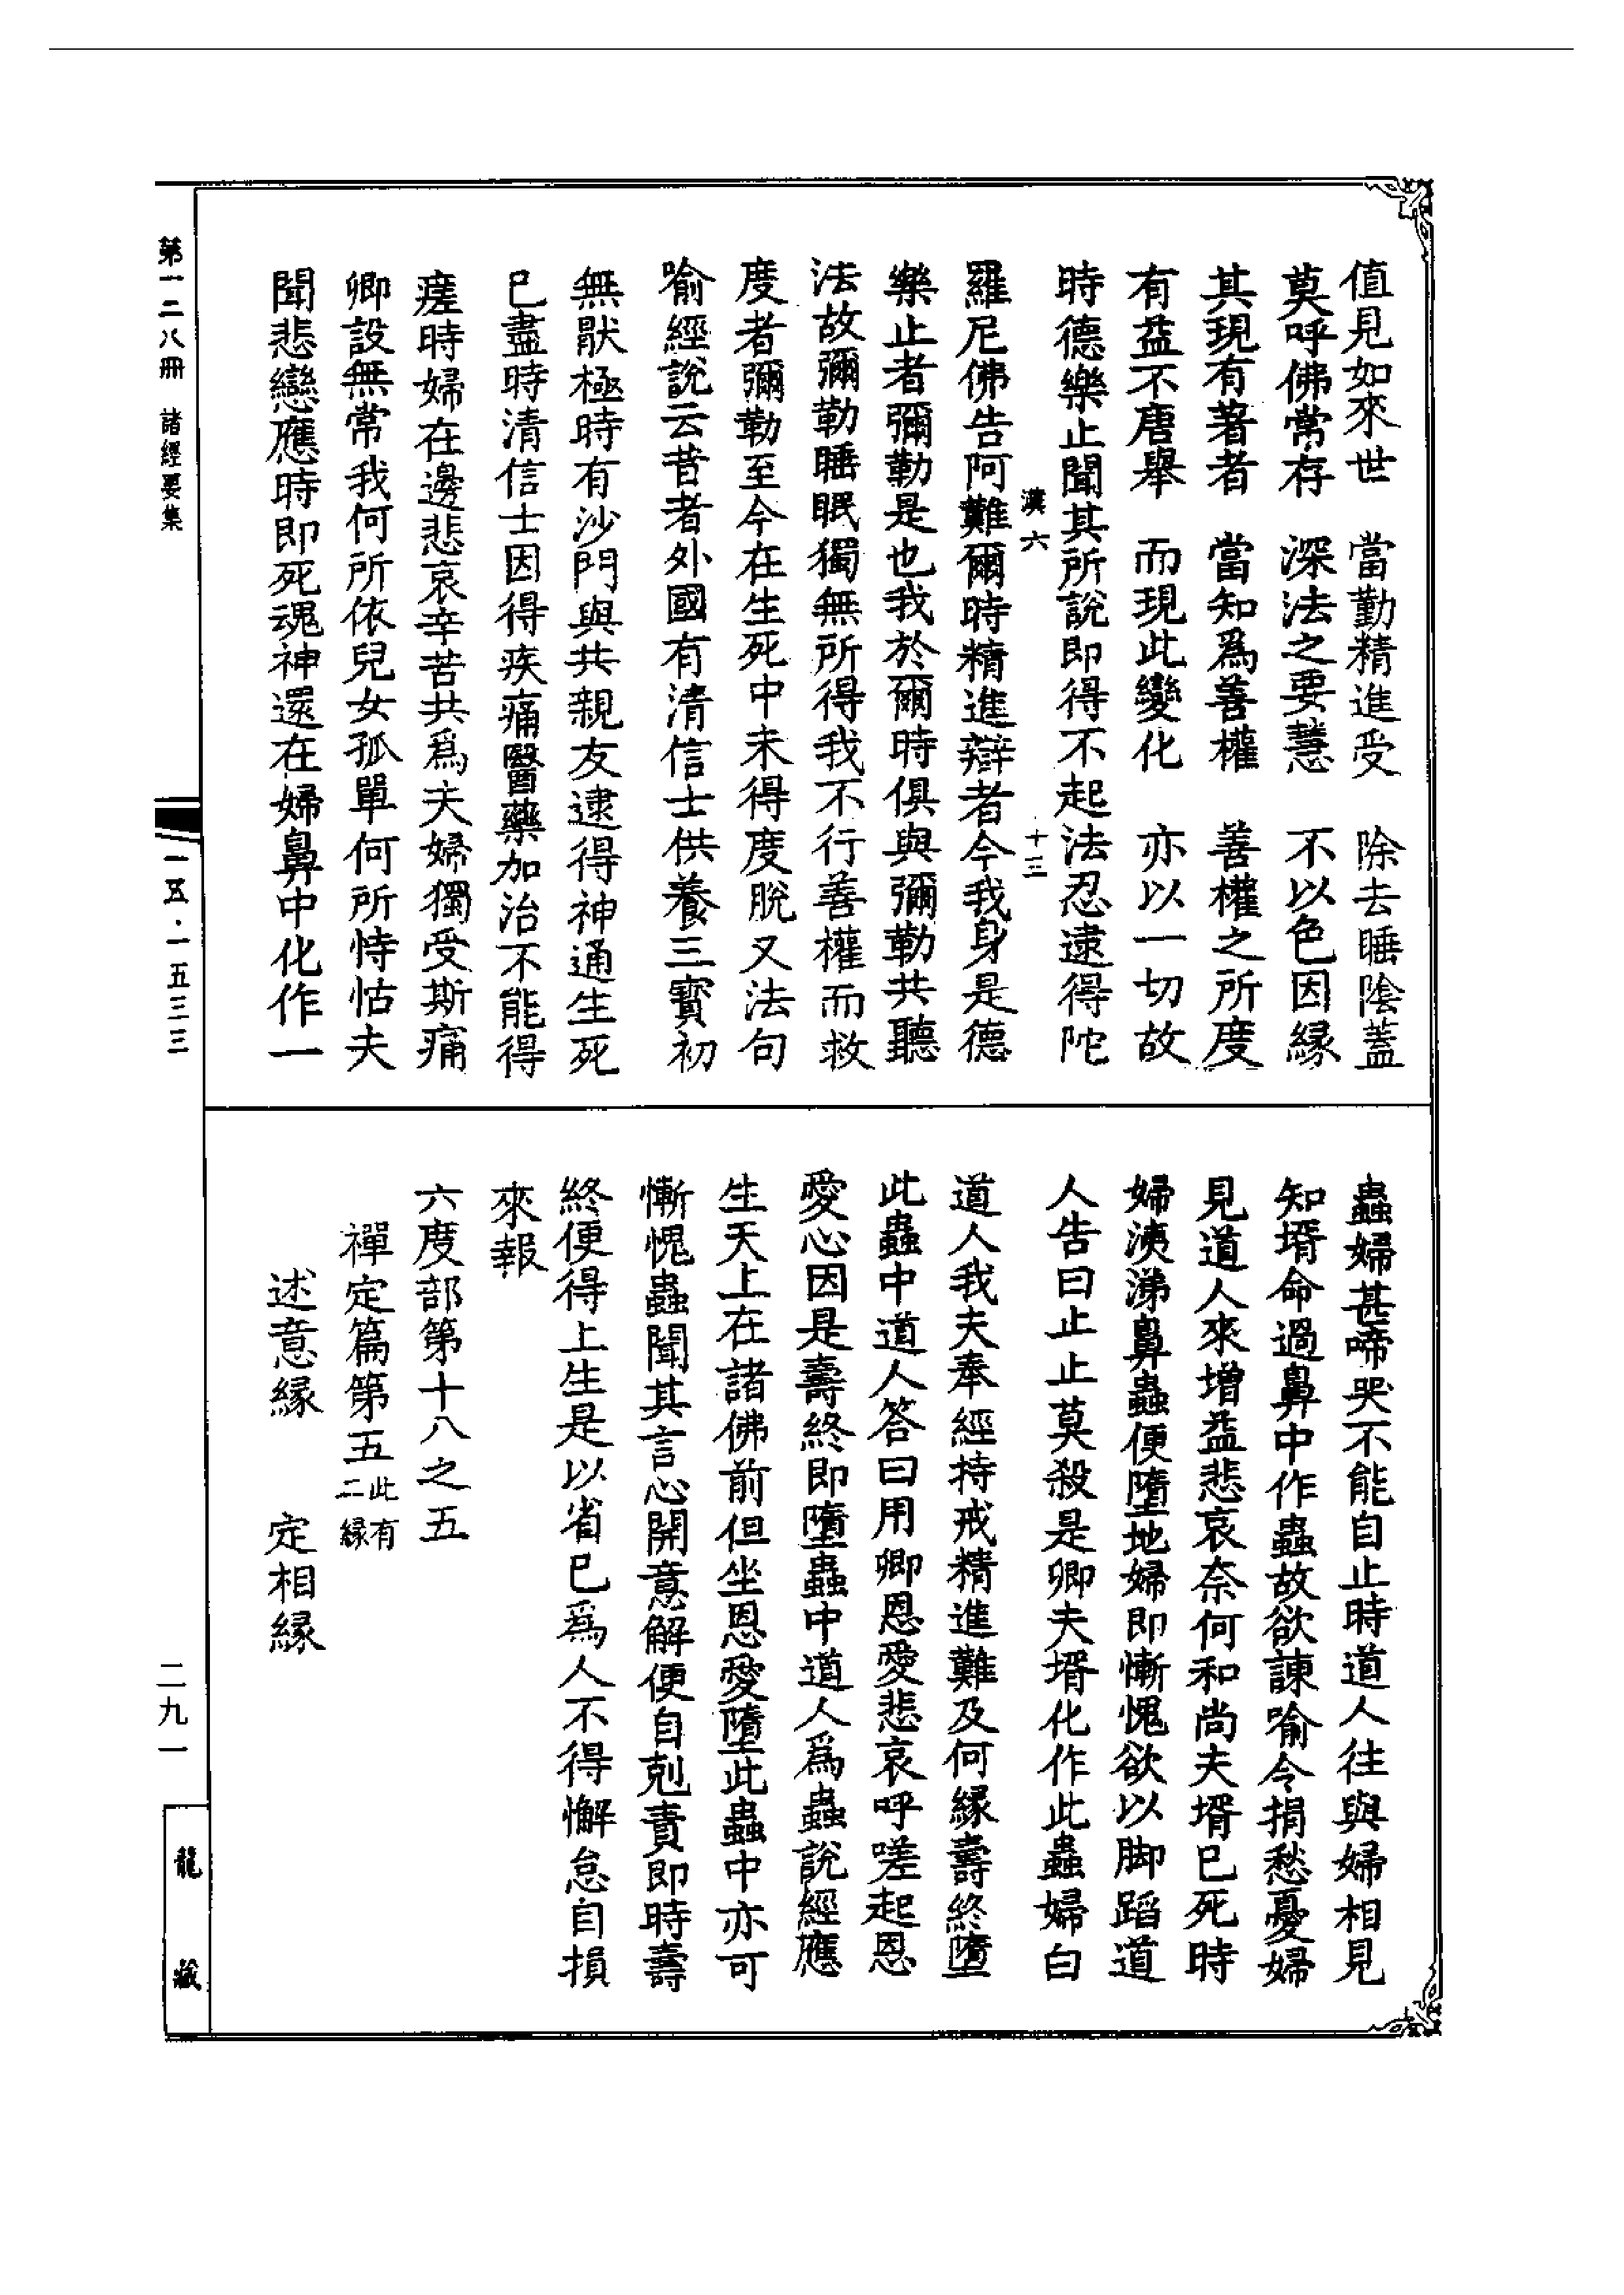 值見如來世　當勤精進受　除去睡陰蓋
莫呼佛常存　深法之要慧　不以色因緣
其現有著者　當知爲善權　善權之所度
有益不唐舉　而現此變化　亦以一切故
時德樂止聞其所說即得不起法忍逮得陀
漢六　十三
羅尼佛告阿難爾時精進辯者今我身是德
樂止者彌勒是也我於爾時俱與彌勒共聽
法故彌勒睡眠獨無所得我不行善權而救
度者彌勒至今在生死中未得度脫又法句
喻經說云昔者外國有清信士供養三寶初
無猒極時有沙門與共親友逮得神通生死
已盡時清信士因得疾痛醫藥加治不能得
瘥時婦在邊悲哀辛苦共爲夫婦獨受斯痛
卿設無常我何所依兒女孤單何所恃怙夫
聞悲戀應時即死魂神還在婦鼻中化作一
蟲婦甚啼哭不能自止時道人往與婦相見
知壻命過鼻中作蟲故欲諫喻令捐愁憂婦
見道人來增益悲哀奈何和尚夫壻已死時
婦洟涕鼻蟲便墮地婦即慚愧欲以脚蹈道
人告曰止止莫殺是卿夫壻化作此蟲婦白
道人我夫奉經持戒精進難及何緣壽終墮
此蟲中道人答曰用卿恩愛悲哀呼嗟起恩
愛心因是壽終即墮蟲中道人爲蟲說經應
生天上在諸佛前但坐恩愛墮此蟲中亦可
慚愧蟲聞其言心開意解便自剋責即時壽
終便得上生是以省已爲人不得懈怠自損
來報
六度部第十八之五
禪定篇第五此有二緣
述意緣　定相緣
第一二八冊　諸經要集
一五·一五三三
二九一
龍藏